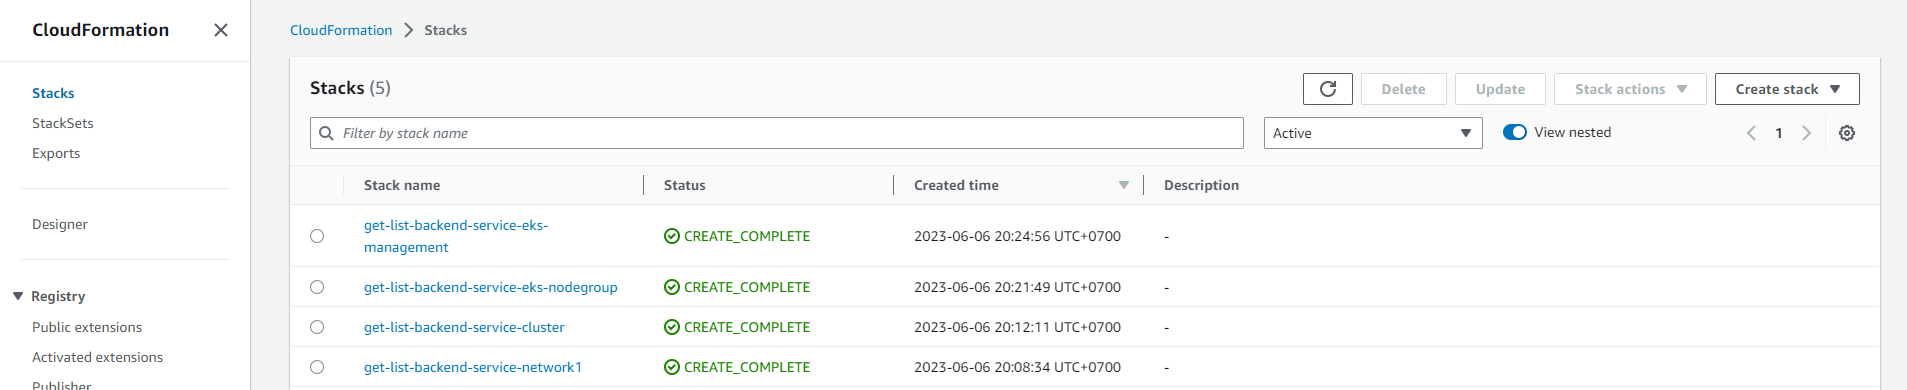 CloudFormation
Stacks
StackSets
Exports
Designer
Registry
Public extensions
Activated extensions
Publisher
CloudFormation > Stacks
Stacks (5)
Delete
Update
Stack actions
Create stack
Filter by stack name
Active
View nested
1
Stack name Status Created time Description
get-list-backend-service-eks-
management
CREATE_COMPLETE 2023-06-06 20:24:56 UTC+0700 -
get-list-backend-service-eks-nodegroup CREATE_COMPLETE 2023-06-06 20:21:49 UTC+0700 -
get-list-backend-service-cluster CREATE_COMPLETE 2023-06-06 20:12:11 UTC+0700 -
get-list-backend-service-network1 CREATE_COMPLETE 2023-06-06 20:08:34 UTC+0700 -